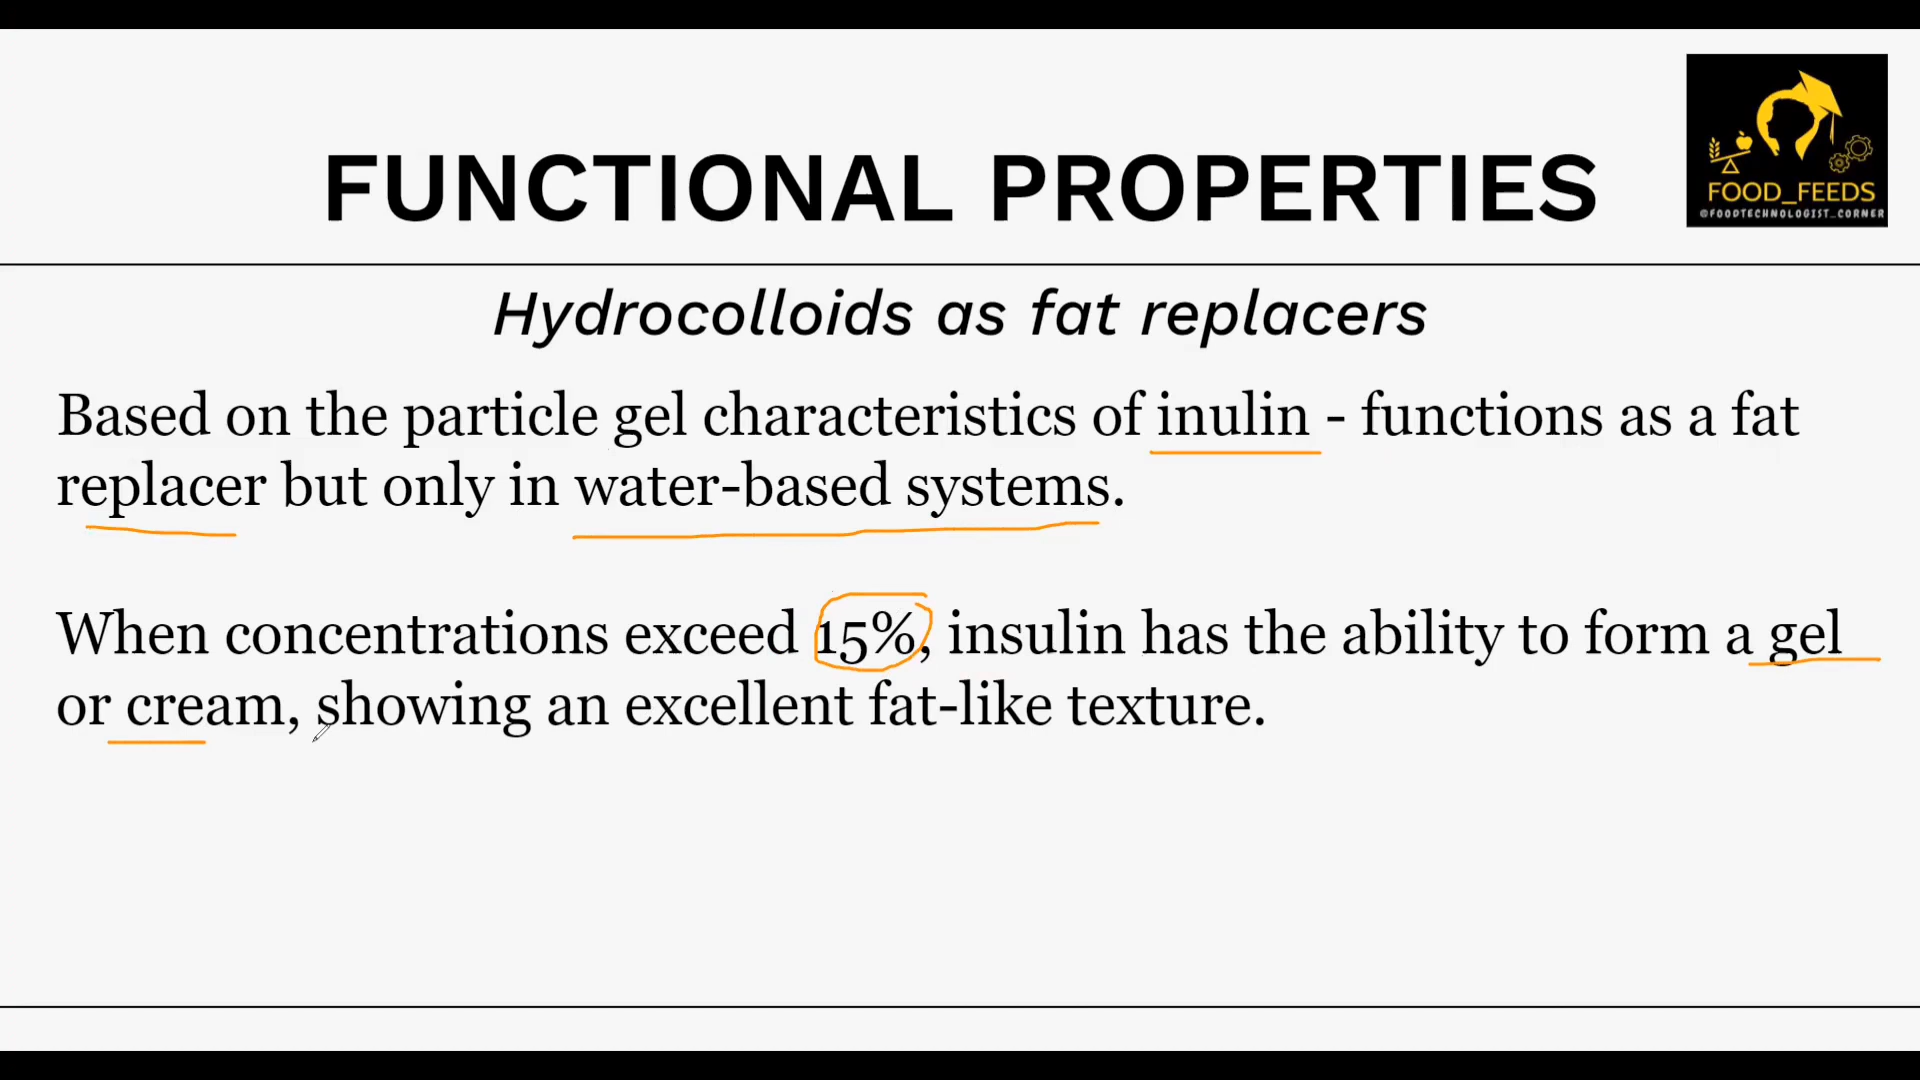 FUNCTIONAL PROPERTIES
FOOD_FEEDS
@FOODTECHNOLOGIST_CORNER
Hydrocolloids as fat replacers
Based on the particle gel characteristics of inulin - functions as a fat
replacer but only in water-based systems.
When concentrations exceed 15%, insulin has the ability to form a gel
or cream, showing an excellent fat-like texture.